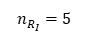 n_{R_I} = 5